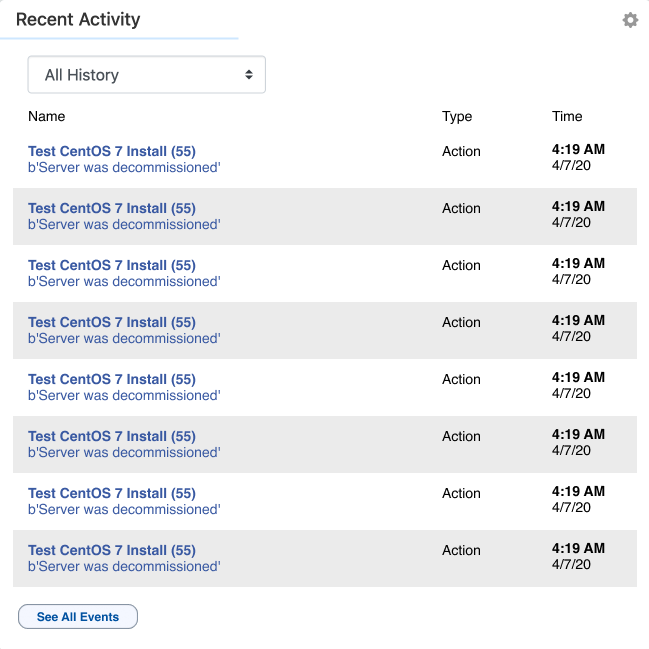 Recent Activity
All History
Name Type Time
Test CentOS 7 Install (55) Action 4:19 AM
b'Server was decommissioned' 4/7/20
Test CentOS 7 Install (55) Action 4:19 AM
b'Server was decommissioned' 4/7/20
Test CentOS 7 Install (55) Action 4:19 AM
b'Server was decommissioned' 4/7/20
Test CentOS 7 Install (55) Action 4:19 AM
b'Server was decommissioned' 4/7/20
Test CentOS 7 Install (55) Action 4:19 AM
b'Server was decommissioned' 4/7/20
Test CentOS 7 Install (55) Action 4:19 AM
b'Server was decommissioned' 4/7/20
Test CentOS 7 Install (55) Action 4:19 AM
b'Server was decommissioned' 4/7/20
Test CentOS 7 Install (55) Action 4:19 AM
b'Server was decommissioned' 4/7/20
See All Events